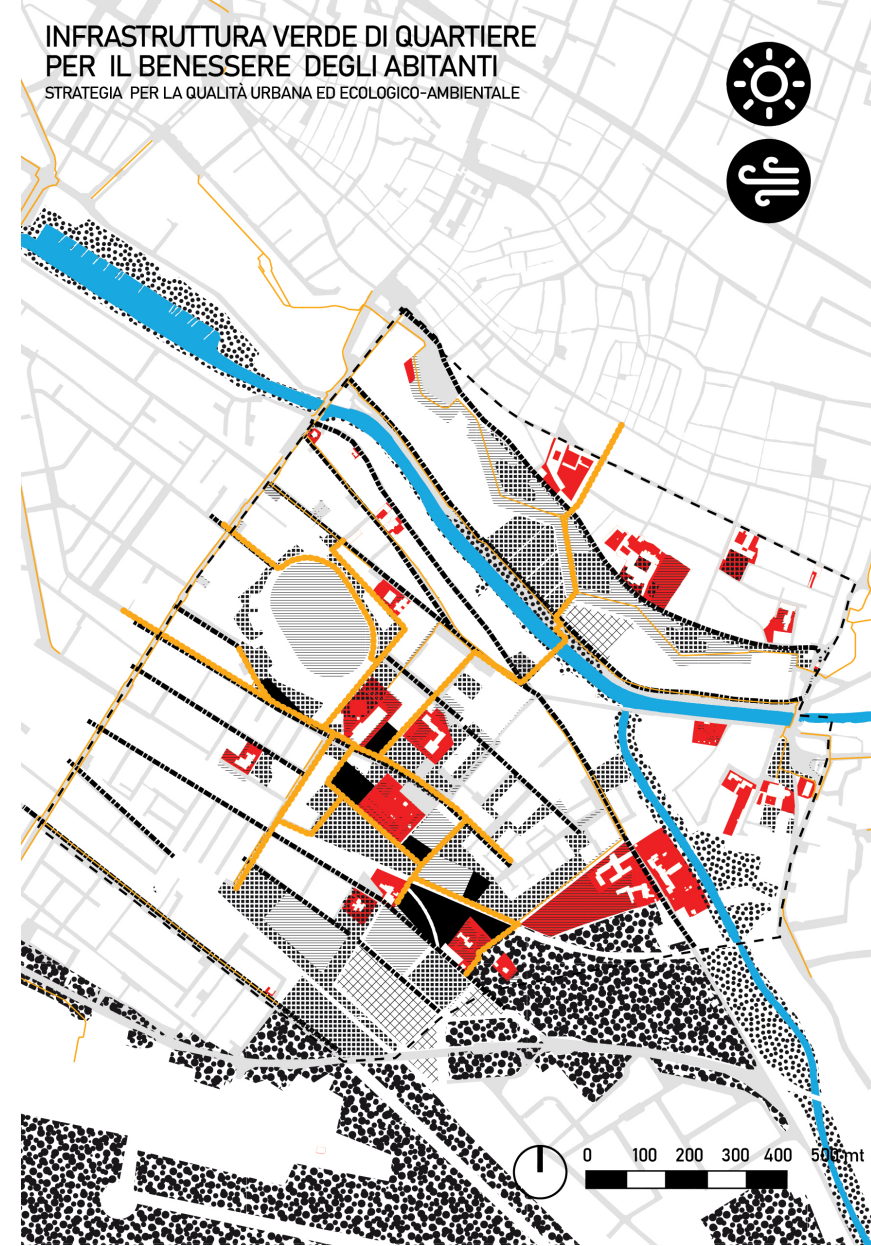 INFRASTRUTTURA VERDE DI QUARTIERE
PER IL BENESSERE DEGLI ABITANTI
STRATEGIA PER LA QUALITÀ URBANA ED ECOLOGICO-AMBIENTALE
0 100 200 300 400 500 mt